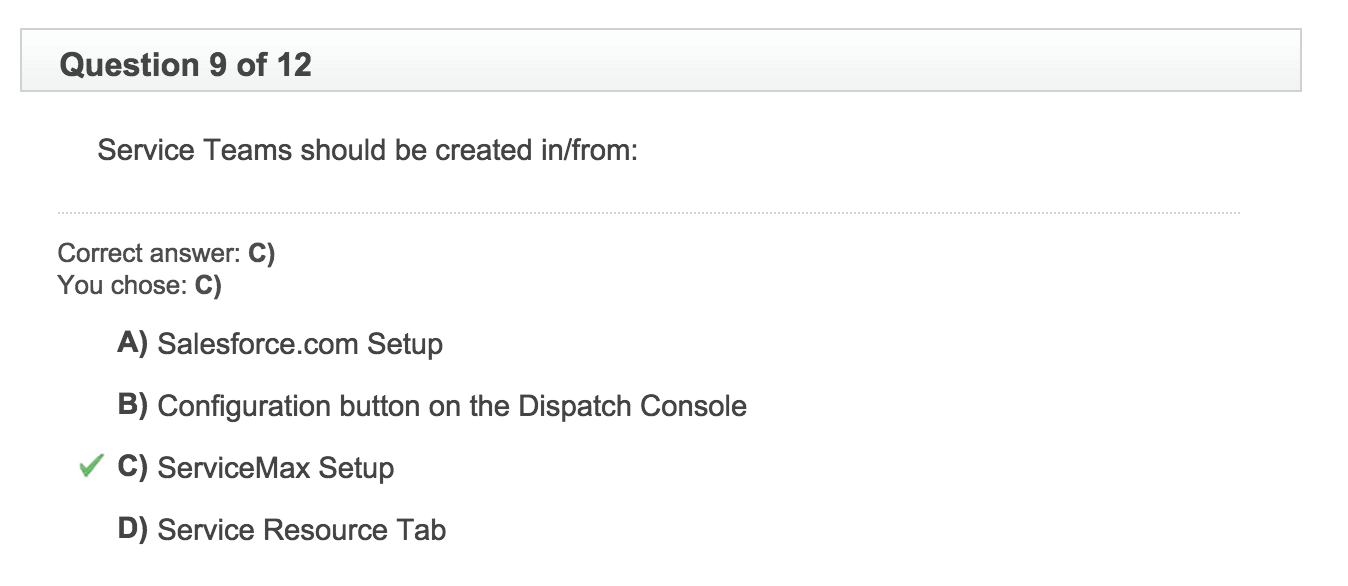 Question 9 of 12
Service Teams should be created in/from:
Correct answer: C)
You chose: C)
A) Salesforce.com Setup
B) Configuration button on the Dispatch Console
C) ServiceMax Setup
D) Service Resource Tab